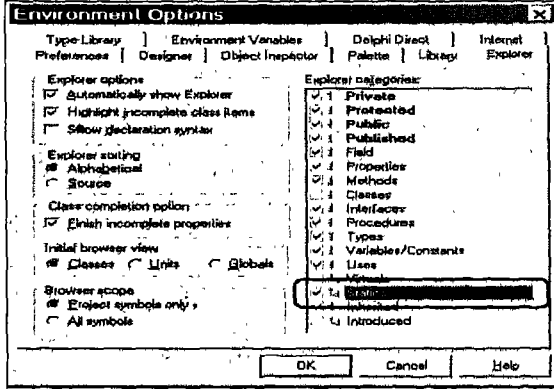 Environment Options
Type Library
Environment Variables
Delphi Direct
Internet
Preferences
Designer
Object Inspector
Palette
Library
Explorer
Explorer options
Automatically show Explorer
Highlight incomplete class items
Show declaration syntax
Explorer sorting
Alphabetical
Source
Class completion option
Finish incomplete properties
Initial browser view
Classes
Units
Globals
Browser scope
Project symbols only
All symbols
Explorer categories:
Private
Protected
Public
Published
Field
Properties
Methods
Classes
Interfaces
Procedures
Types
Variables/Constants
Uses
Virtuals
Inherited
Introduced
OK
Cancel
Help